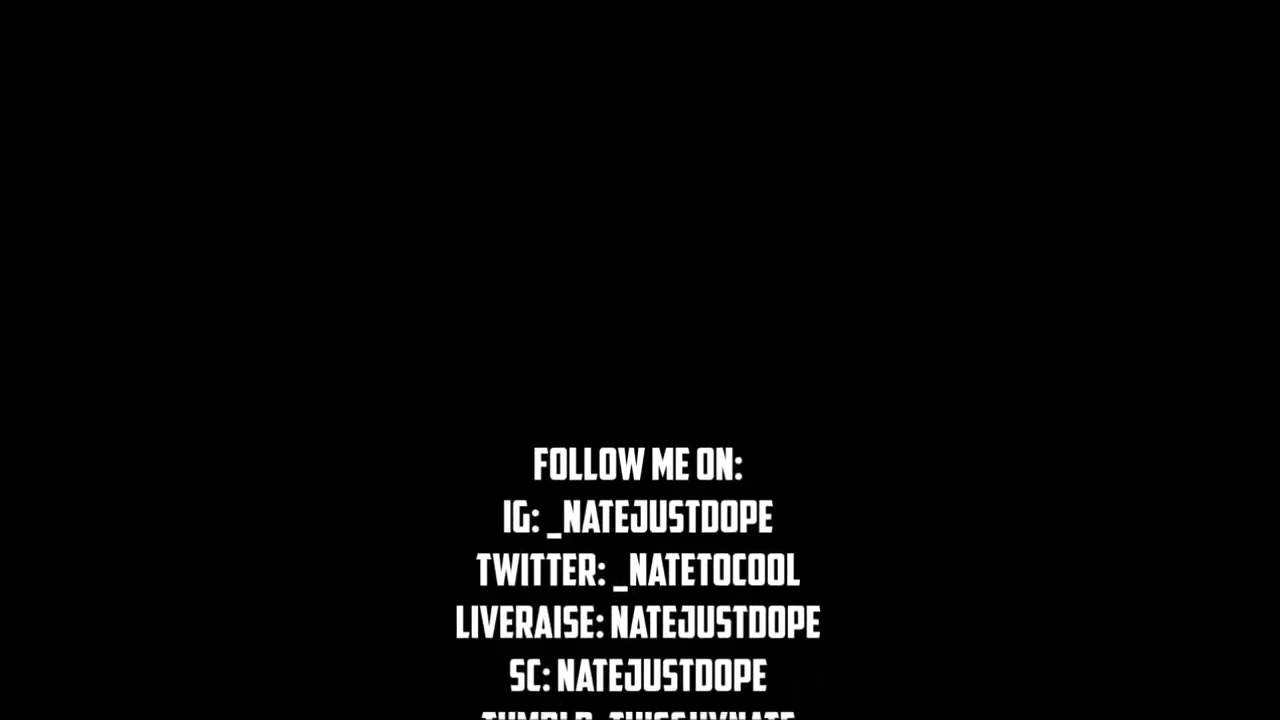 FOLLOW ME ON:
IG: _NATEJUSTDOPE
TWITTER: _NATETOCOOL
LIVERAISE: NATEJUSTDOPE
SC: NATEJUSTDOPE